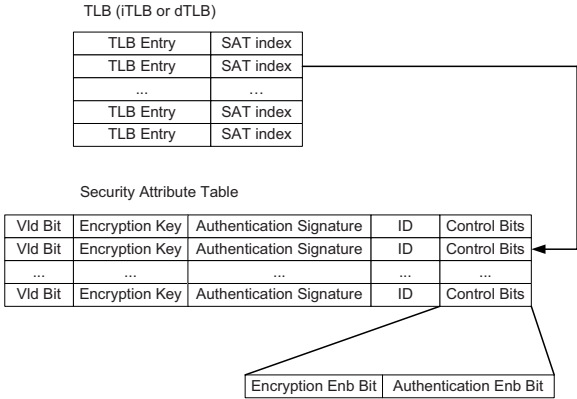 TLB (iTLB or dTLB)
TLB Entry SAT index
TLB Entry SAT index
... ...
TLB Entry SAT index
TLB Entry SAT index
Security Attribute Table
Vld Bit Encryption Key Authentication Signature ID Control Bits
Vld Bit Encryption Key Authentication Signature ID Control Bits
... ... ... ... ...
Vld Bit Encryption Key Authentication Signature ID Control Bits
Encryption Enb Bit Authentication Enb Bit